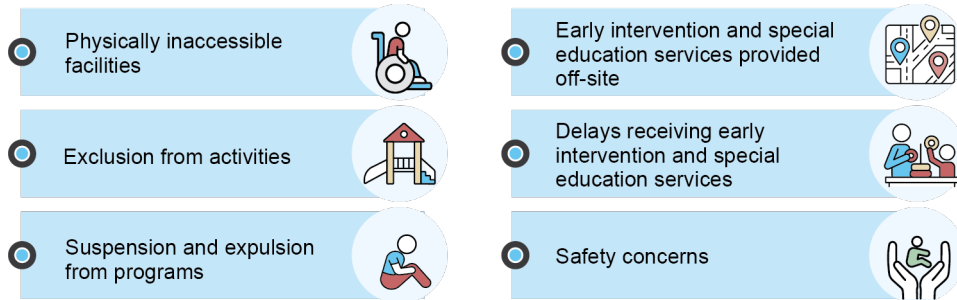 Physically inaccessible
facilities
Exclusion from activities
Suspension and expulsion
from programs
Early intervention and special
education services provided
off-site
Delays receiving early
intervention and special
education services
Safety concerns